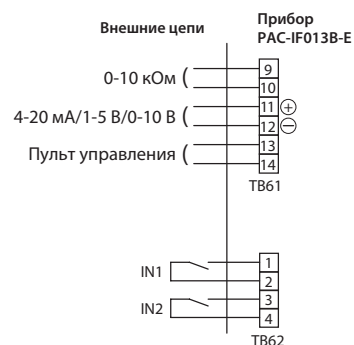 Внешние цепи
Прибор
PAC-IF013B-E
0-10 кОм (
9
10
4-20 мА/1-5 В/0-10 В (
11 +
12 −
Пульт управления (
13
14
TB61
IN1
1
2
IN2
3
4
TB62